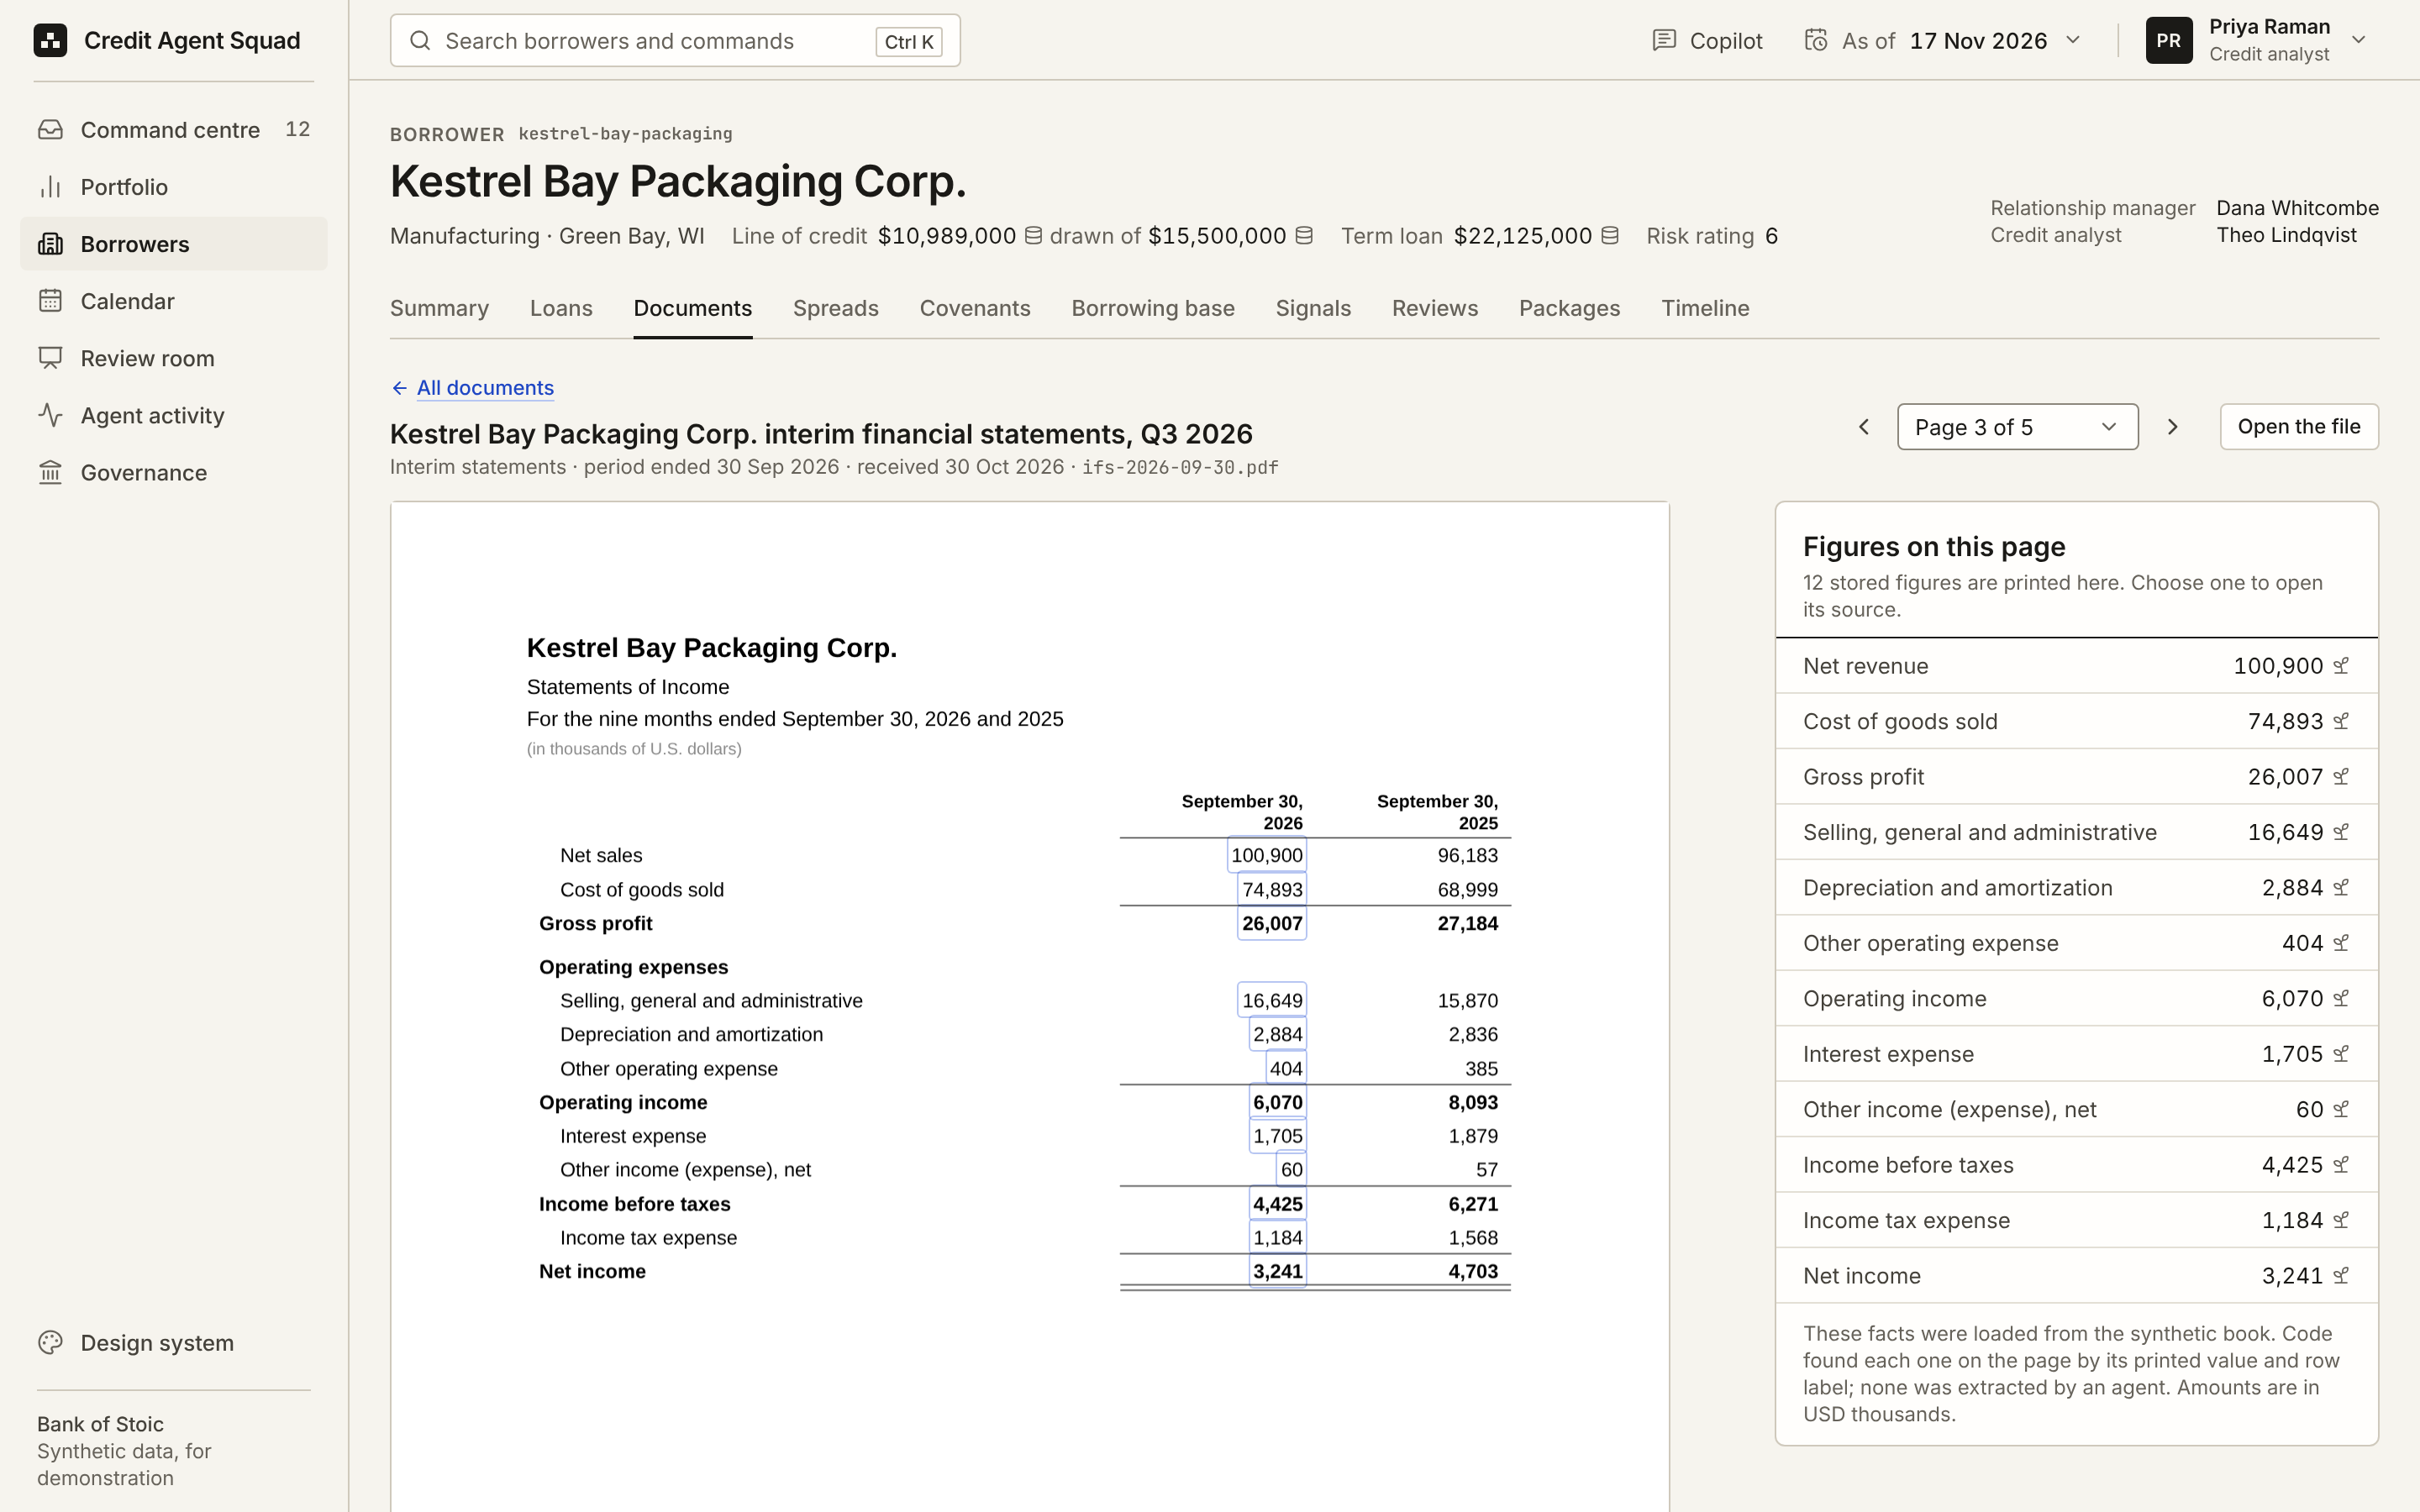 Credit Agent Squad
Search borrowers and commands
Ctrl K
Copilot
As of 17 Nov 2026
PR
Priya Raman
Credit analyst
Command centre 12
Portfolio
Borrowers
Calendar
Review room
Agent activity
Governance
Design system
Bank of Stoic
Synthetic data, for
demonstration
BORROWER kestrel-bay-packaging
Kestrel Bay Packaging Corp.
Manufacturing · Green Bay, WI Line of credit $10,989,000 drawn of $15,500,000 Term loan $22,125,000 Risk rating 6
Relationship manager Dana Whitcombe
Credit analyst Theo Lindqvist
Summary Loans Documents Spreads Covenants Borrowing base Signals Reviews Packages Timeline
← All documents
Kestrel Bay Packaging Corp. interim financial statements, Q3 2026
Interim statements · period ended 30 Sep 2026 · received 30 Oct 2026 · ifs-2026-09-30.pdf
Page 3 of 5
Open the file
Kestrel Bay Packaging Corp.
Statements of Income
For the nine months ended September 30, 2026 and 2025
(in thousands of U.S. dollars)
September 30, September 30,
2026 2025
Net sales 100,900 96,183
Cost of goods sold 74,893 68,999
Gross profit 26,007 27,184
Operating expenses
Selling, general and administrative 16,649 15,870
Depreciation and amortization 2,884 2,836
Other operating expense 404 385
Operating income 6,070 8,093
Interest expense 1,705 1,879
Other income (expense), net 60 57
Income before taxes 4,425 6,271
Income tax expense 1,184 1,568
Net income 3,241 4,703
Figures on this page
12 stored figures are printed here. Choose one to open
its source.
Net revenue 100,900
Cost of goods sold 74,893
Gross profit 26,007
Selling, general and administrative 16,649
Depreciation and amortization 2,884
Other operating expense 404
Operating income 6,070
Interest expense 1,705
Other income (expense), net 60
Income before taxes 4,425
Income tax expense 1,184
Net income 3,241
These facts were loaded from the synthetic book. Code
found each one on the page by its printed value and row
label; none was extracted by an agent. Amounts are in
USD thousands.